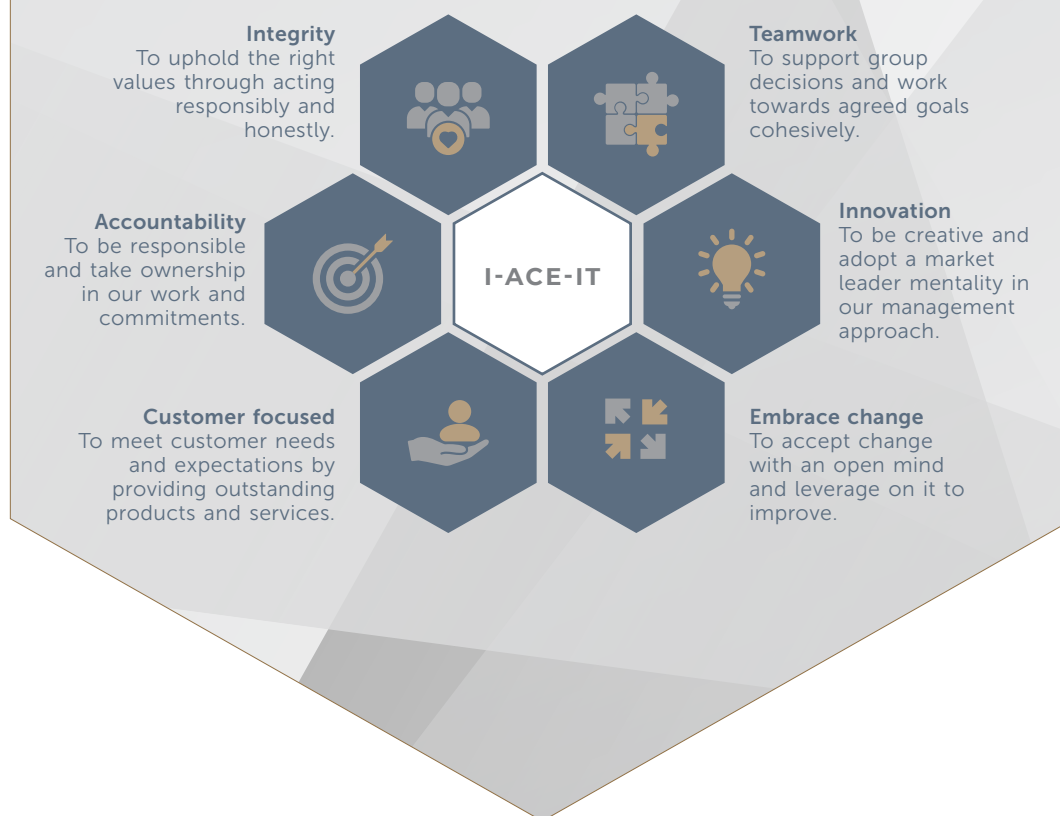 Integrity
To uphold the right
values through acting
responsibly and
honestly.
Teamwork
To support group
decisions and work
towards agreed goals
cohesively.
Accountability
To be responsible
and take ownership
in our work and
commitments.
I-ACE-IT
Innovation
To be creative and
adopt a market
leader mentality in
our management
approach.
Customer focused
To meet customer needs
and expectations by
providing outstanding
products and services.
Embrace change
To accept change
with an open mind
and leverage on it to
improve.